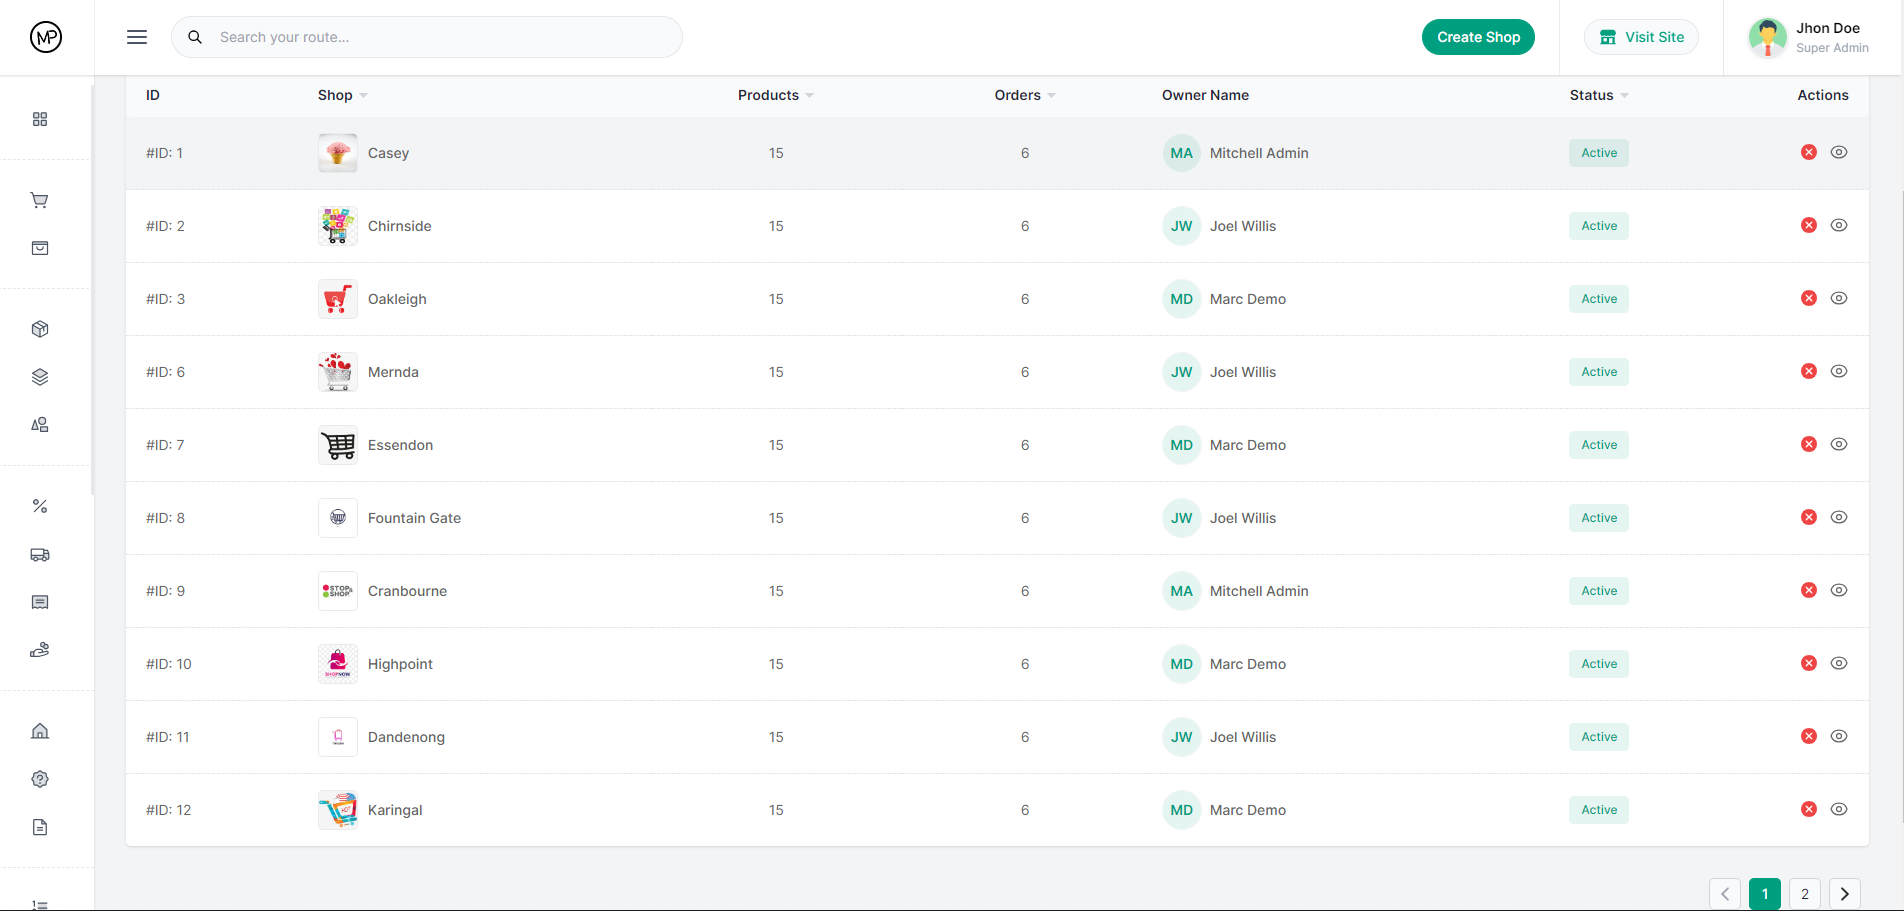 MP
Search your route...
Create Shop
Visit Site
Jhon Doe
Super Admin
ID Shop Products Orders Owner Name Status Actions
#ID: 1 Casey 15 6 MA Mitchell Admin Active
#ID: 2 Chirnside 15 6 JW Joel Willis Active
#ID: 3 Oakleigh 15 6 MD Marc Demo Active
#ID: 6 Mernda 15 6 JW Joel Willis Active
#ID: 7 Essendon 15 6 MD Marc Demo Active
#ID: 8 Fountain Gate 15 6 JW Joel Willis Active
#ID: 9 STOP& SHOP Cranbourne 15 6 MA Mitchell Admin Active
#ID: 10 SHOPNOW Highpoint 15 6 MD Marc Demo Active
#ID: 11 Dandenong 15 6 JW Joel Willis Active
#ID: 12 Karingal 15 6 MD Marc Demo Active
1 2